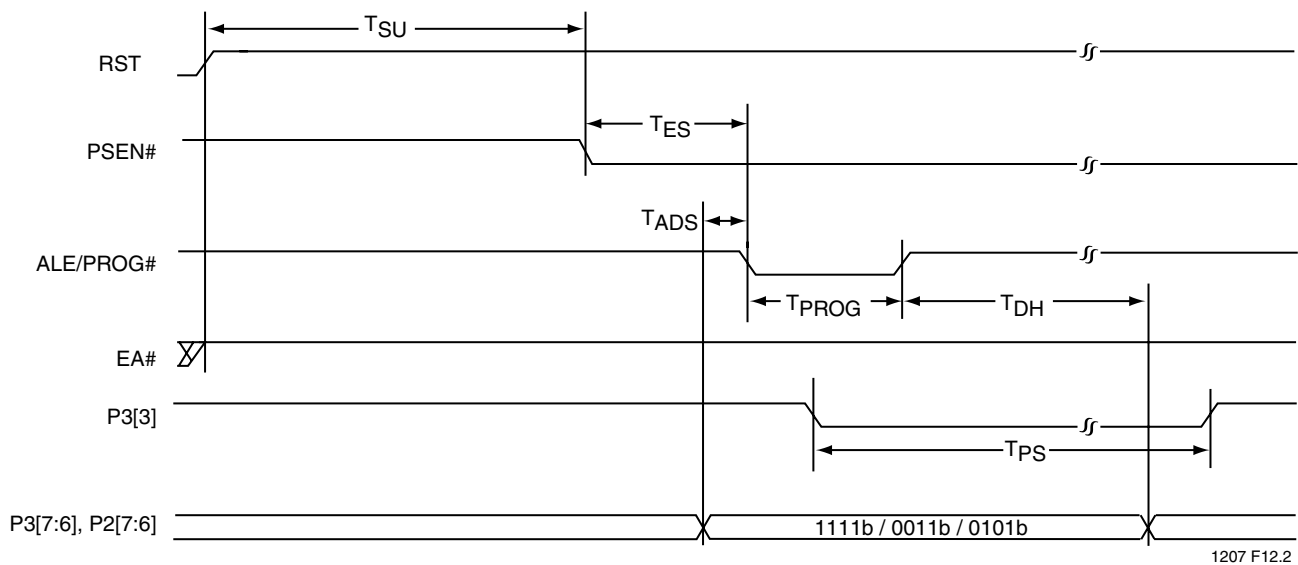 TSU
RST
TES
PSEN#
TADS
ALE/PROG#
TPROG
TDH
EA#
P3[3]
TPS
P3[7:6], P2[7:6]
1111b / 0011b / 0101b
1207 F12.2